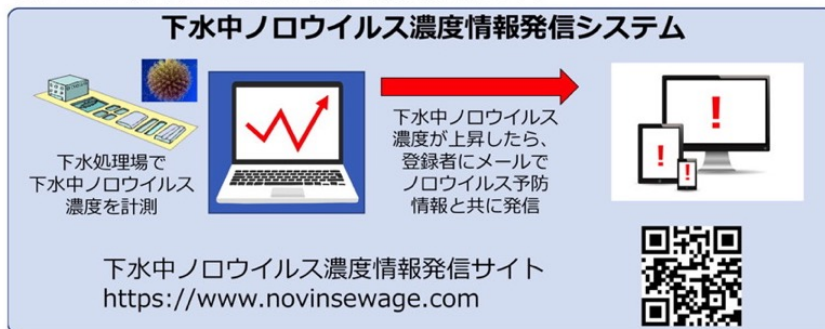 下水中ノロウイルス濃度情報発信システム
下水処理場で
下水中ノロウイルス
濃度を計測
下水中ノロウイルス
濃度が上昇したら、
登録者にメールで
ノロウイルス予防
情報と共に発信
!
!
!
下水中ノロウイルス濃度情報発信サイト
https://www.novinsewage.com